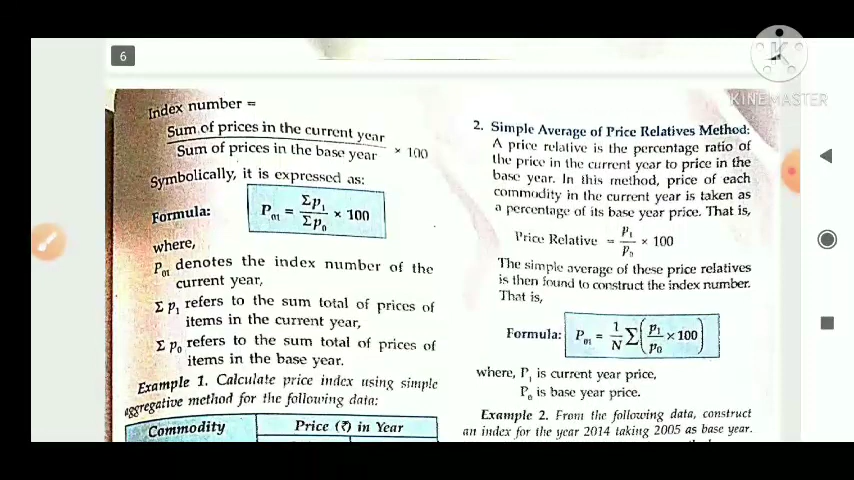 6
KINEMASTER
Index number =
Sum of prices in the current year
Sum of prices in the base year × 100
Symbolically, it is expressed as:
Formula: P₀₁ = Σp₁ / Σp₀ × 100
where,
P₀₁ denotes the index number of the
current year,
Σ p₁ refers to the sum total of prices of
items in the current year,
Σ p₀ refers to the sum total of prices of
items in the base year.
Example 1. Calculate price index using simple
aggregative method for the following data:
Commodity Price (₹) in Year
2. Simple Average of Price Relatives Method:
A price relative is the percentage ratio of
the price in the current year to price in the
base year. In this method, price of each
commodity in the current year is taken as
a percentage of its base year price. That is,
Price Relative = P₁ / P₀ × 100
The simple average of these price relatives
is then found to construct the index number.
That is,
Formula: P₀₁ = 1/N Σ(p₁/p₀ × 100)
where, P₁ is current year price,
P₀ is base year price.
Example 2. From the following data, construct
an index for the year 2014 taking 2005 as base year.